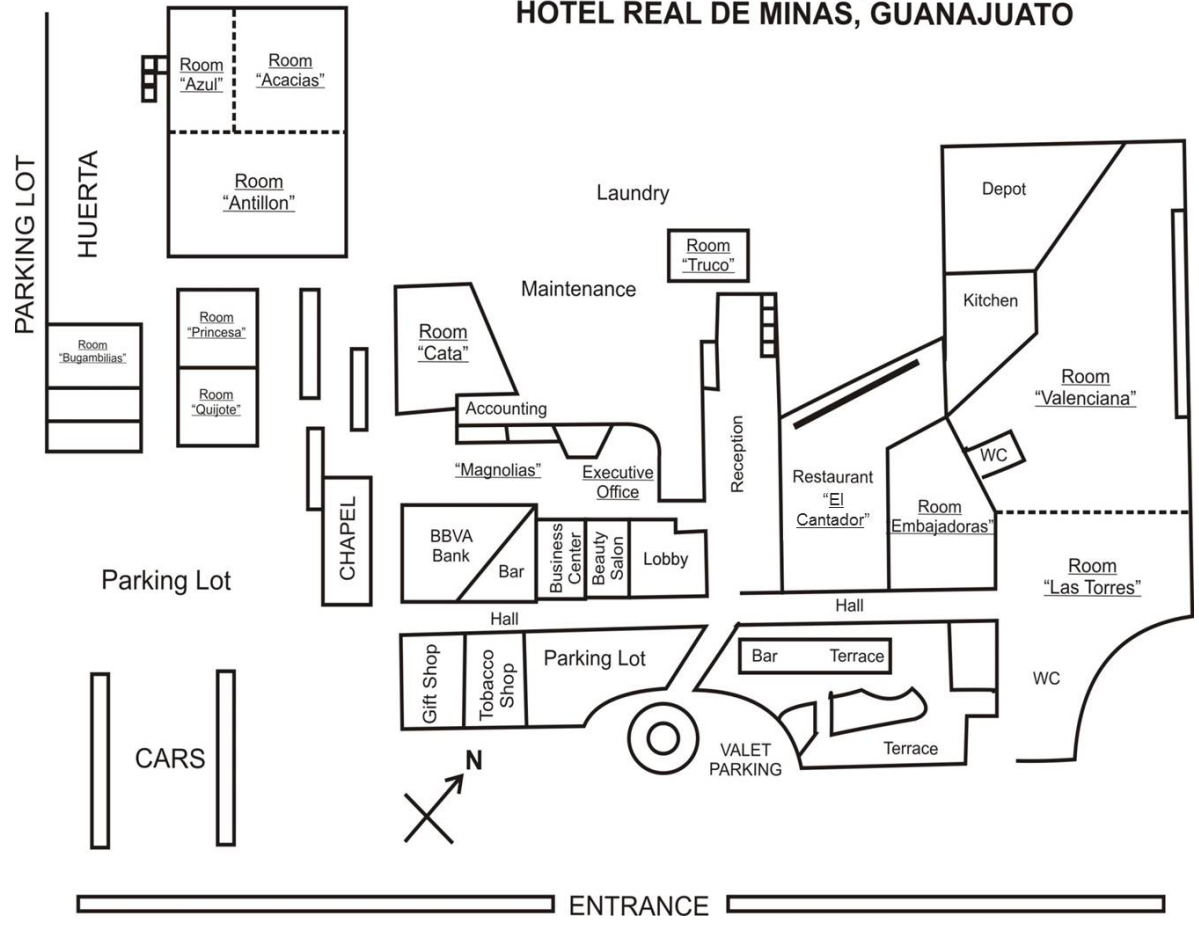 HOTEL REAL DE MINAS, GUANAJUATO
PARKING LOT
HUERTA
Room
"Azul"
Room
"Acacias"
Room
"Antillon"
Laundry
Room
"Truco"
Maintenance
Depot
Kitchen
Room
"Valenciana"
Room
"Bugambilias"
Room
"Princesa"
Room
"Quijote"
Room
"Cata"
Accounting
"Magnolias"
Executive
Office
Reception
Restaurant
"El
Cantador"
Room
Embajadoras"
WC
Room
"Las Torres"
CHAPEL
BBVA
Bank
Bar
Business
Center
Beauty
Salon
Lobby
Parking Lot
Hall
Hall
Gift Shop
Tobacco
Shop
Parking Lot
Bar
Terrace
WC
CARS
N
VALET
PARKING
Terrace
ENTRANCE